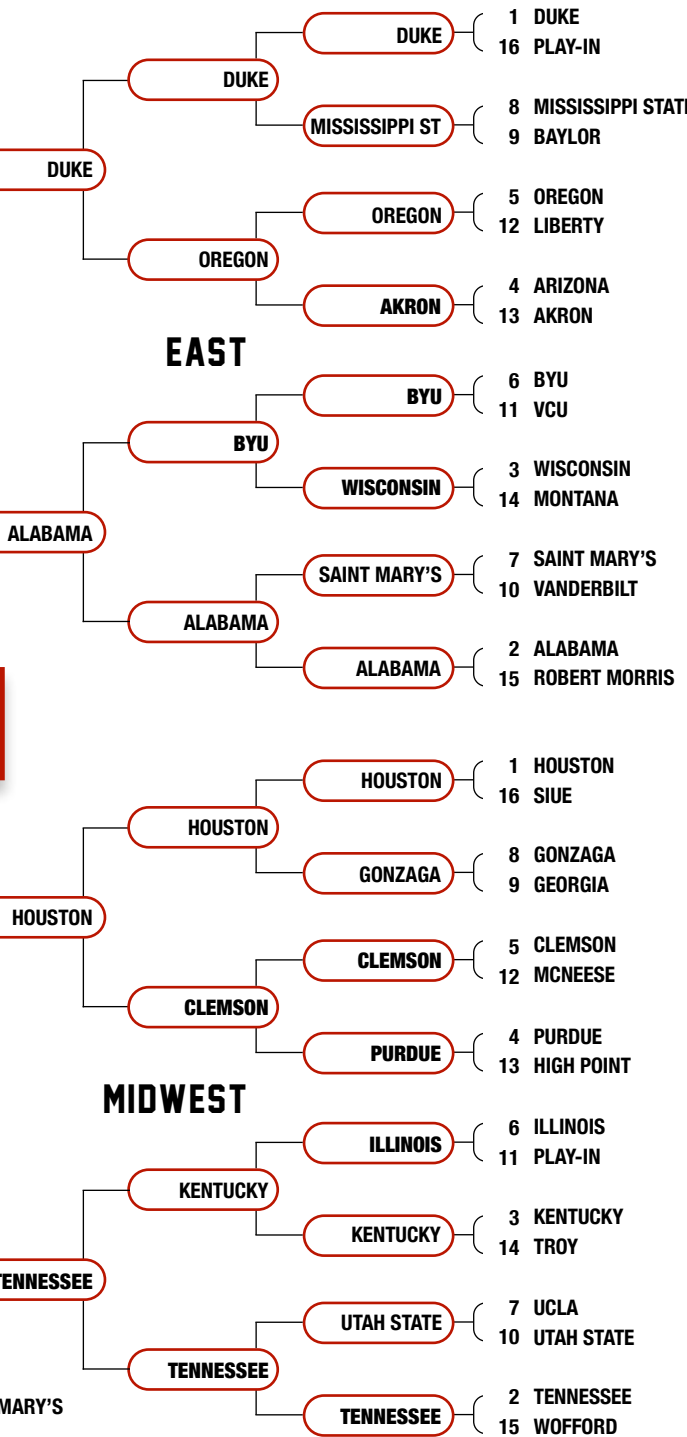 1 DUKE
DUKE
16 PLAY-IN
DUKE
8 MISSISSIPPI STAT
MISSISSIPPI ST
9 BAYLOR
DUKE
5 OREGON
OREGON
12 LIBERTY
OREGON
4 ARIZONA
AKRON
13 AKRON
EAST
6 BYU
BYU
11 VCU
BYU
3 WISCONSIN
WISCONSIN
14 MONTANA
ALABAMA
7 SAINT MARY'S
SAINT MARY'S
10 VANDERBILT
ALABAMA
2 ALABAMA
ALABAMA
15 ROBERT MORRIS
1 HOUSTON
HOUSTON
16 SIUE
HOUSTON
8 GONZAGA
GONZAGA
9 GEORGIA
HOUSTON
5 CLEMSON
CLEMSON
12 MCNEESE
CLEMSON
4 PURDUE
PURDUE
13 HIGH POINT
MIDWEST
6 ILLINOIS
ILLINOIS
11 PLAY-IN
KENTUCKY
3 KENTUCKY
KENTUCKY
14 TROY
TENNESSEE
7 UCLA
UTAH STATE
10 UTAH STATE
TENNESSEE
2 TENNESSEE
MARY'S
TENNESSEE
15 WOFFORD